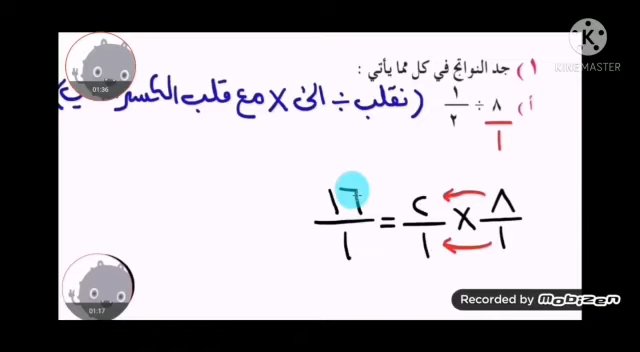 KINEMASTER
01:36
١) جد النواتج في كل مما يأتي :
أ) ٨/١ ÷ ١/٢ (نقلب ÷ الى × مع قلب الكسر
٨/١ × ٢/١ = ١٦/١
01:17
Recorded by MOBIZEN